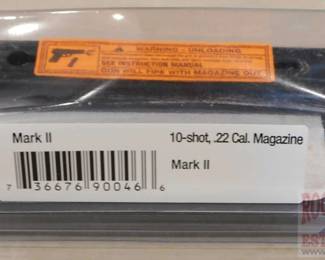 WARNING - UNLOADING
SEE INSTRUCTION MANUAL
GUN WILL FIRE WITH MAGAZINE OUT
Mark II
10-shot, .22 Cal. Magazine
Mark II
7 36676 90046 6